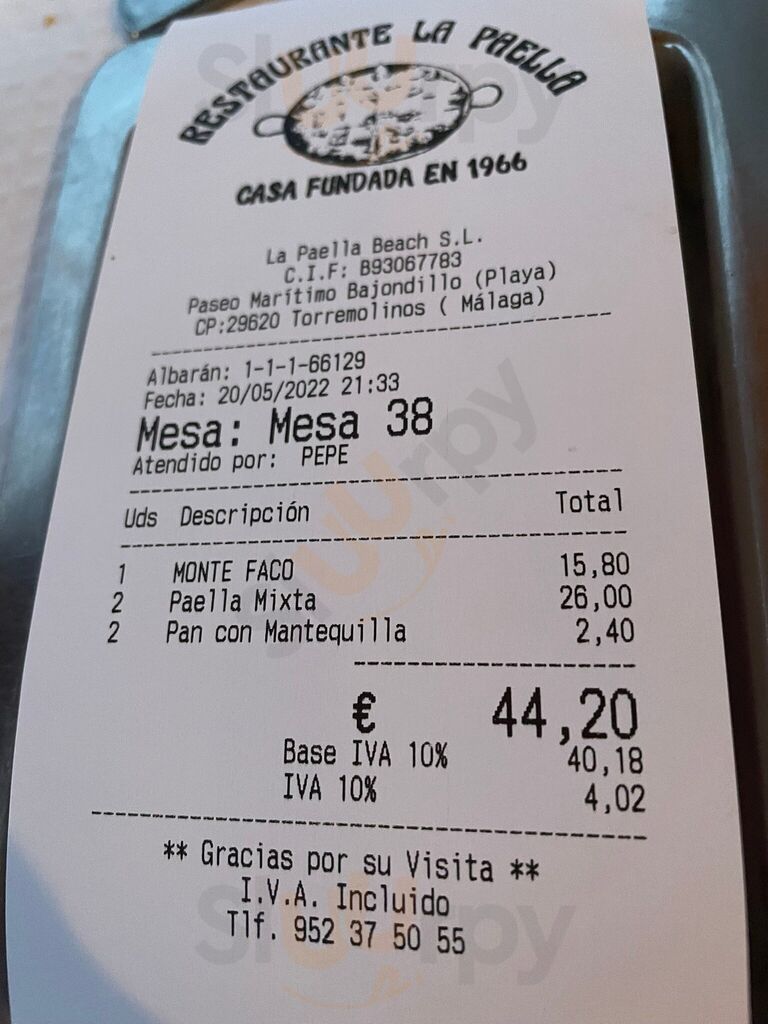 RESTAURANTE LA PAELLA
CASA FUNDADA EN 1966
La Paella Beach S.L.
C.I.F: B93067783
Paseo Marítimo Bajondillo (Playa)
CP:29620 Torremolinos ( Málaga)
Albarán: 1-1-1-66129
Fecha: 20/05/2022 21:33
Mesa: Mesa 38
Atendido por: PEPE
Uds Descripción Total
1 MONTE FACO 15,80
2 Paella Mixta 26,00
2 Pan con Mantequilla 2,40
€ 44,20
Base IVA 10% 40,18
IVA 10% 4,02
** Gracias por su Visita **
I.V.A. Incluido
Tlf. 952 37 50 55
Sluurpy
Sluurpy
Sluurpy